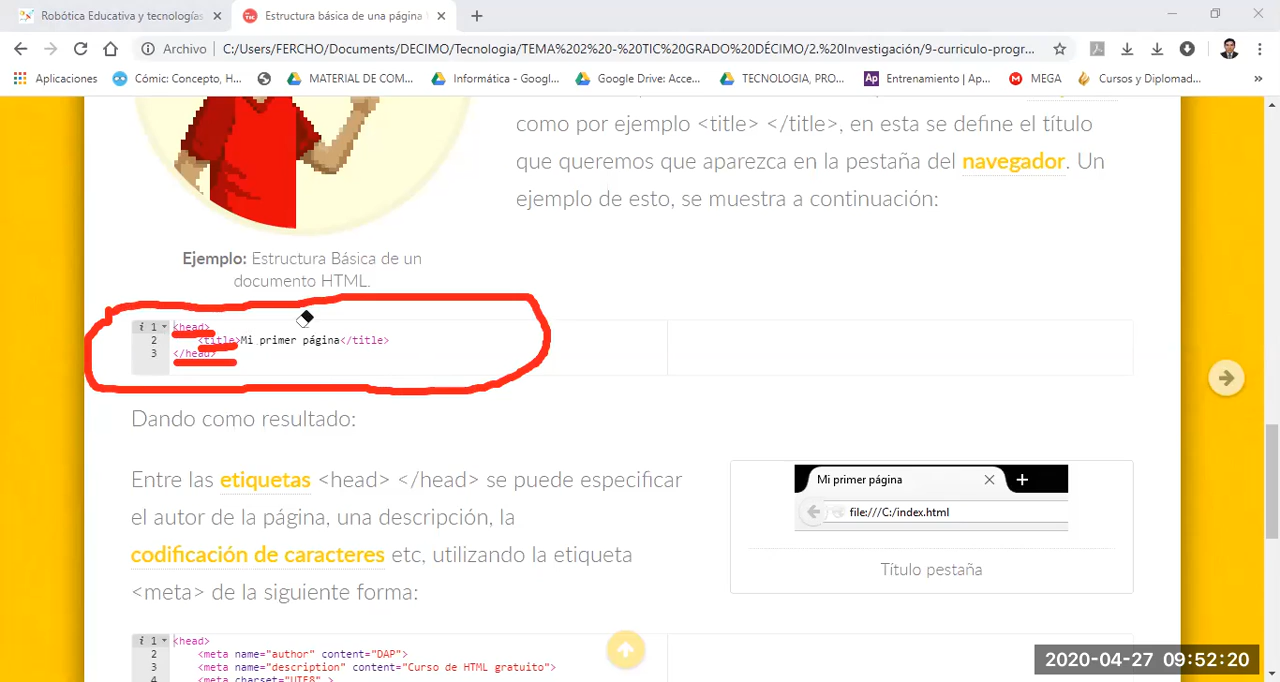 Robótica Educativa y tecnologías
Estructura básica de una página
Archivo
C:/Users/FERCHO/Documents/DECIMO/Tecnologia/TEMA%202%20-%20TIC%20GRADO%20DÉCIMO/2.%20Investigación/9-curriculo-progr...
Aplicaciones
Cómic: Concepto, H...
MATERIAL DE COM...
Informática - Googl...
Google Drive: Acce...
TECNOLOGIA, PRO...
Ap
Entrenamiento | Ap...
MEGA
Cursos y Diplomad...
»
como por ejemplo <title> </title>, en esta se define el título
que queremos que aparezca en la pestaña del navegador. Un
ejemplo de esto, se muestra a continuación:
Ejemplo: Estructura Básica de un
documento HTML.
i 1 <head>
2 <title>Mi primer página</title>
3 </head>
Dando como resultado:
Entre las etiquetas <head> </head> se puede especificar
el autor de la página, una descripción, la
codificación de caracteres etc, utilizando la etiqueta
<meta> de la siguiente forma:
Mi primer página
file:///C:/index.html
Título pestaña
i 1 <head>
2 <meta name="author" content="DAP">
3 <meta name="description" content="Curso de HTML gratuito">
4 <meta charset="UTF8" >
2020-04-27 09:52:20